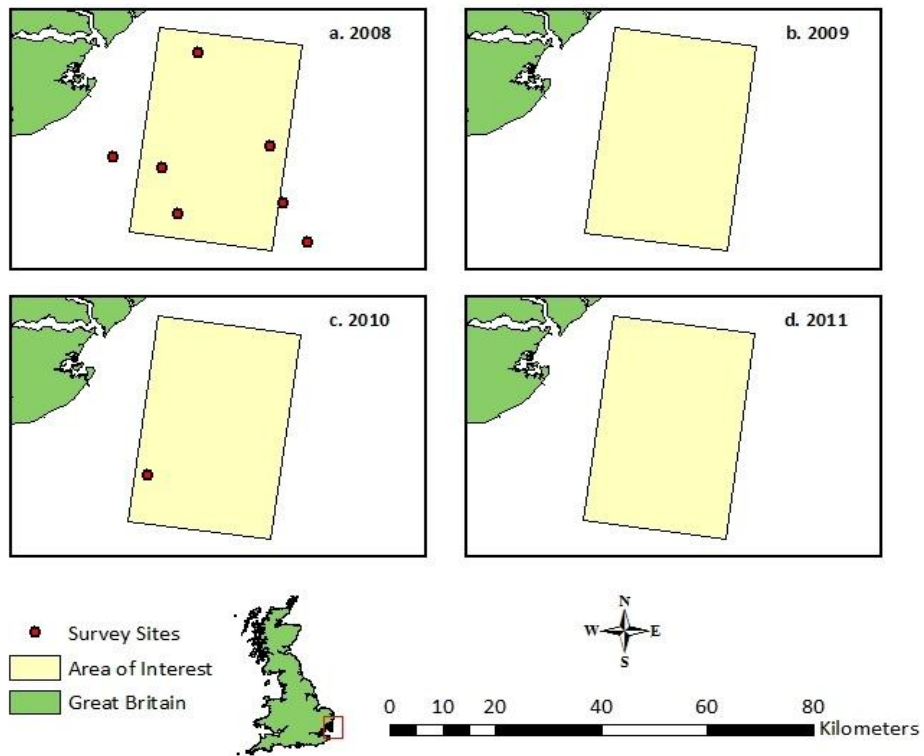 a. 2008
b. 2009
c. 2010
d. 2011
Survey Sites
Area of Interest
Great Britain
N
W E
S
0 10 20 40 60 80
Kilometers